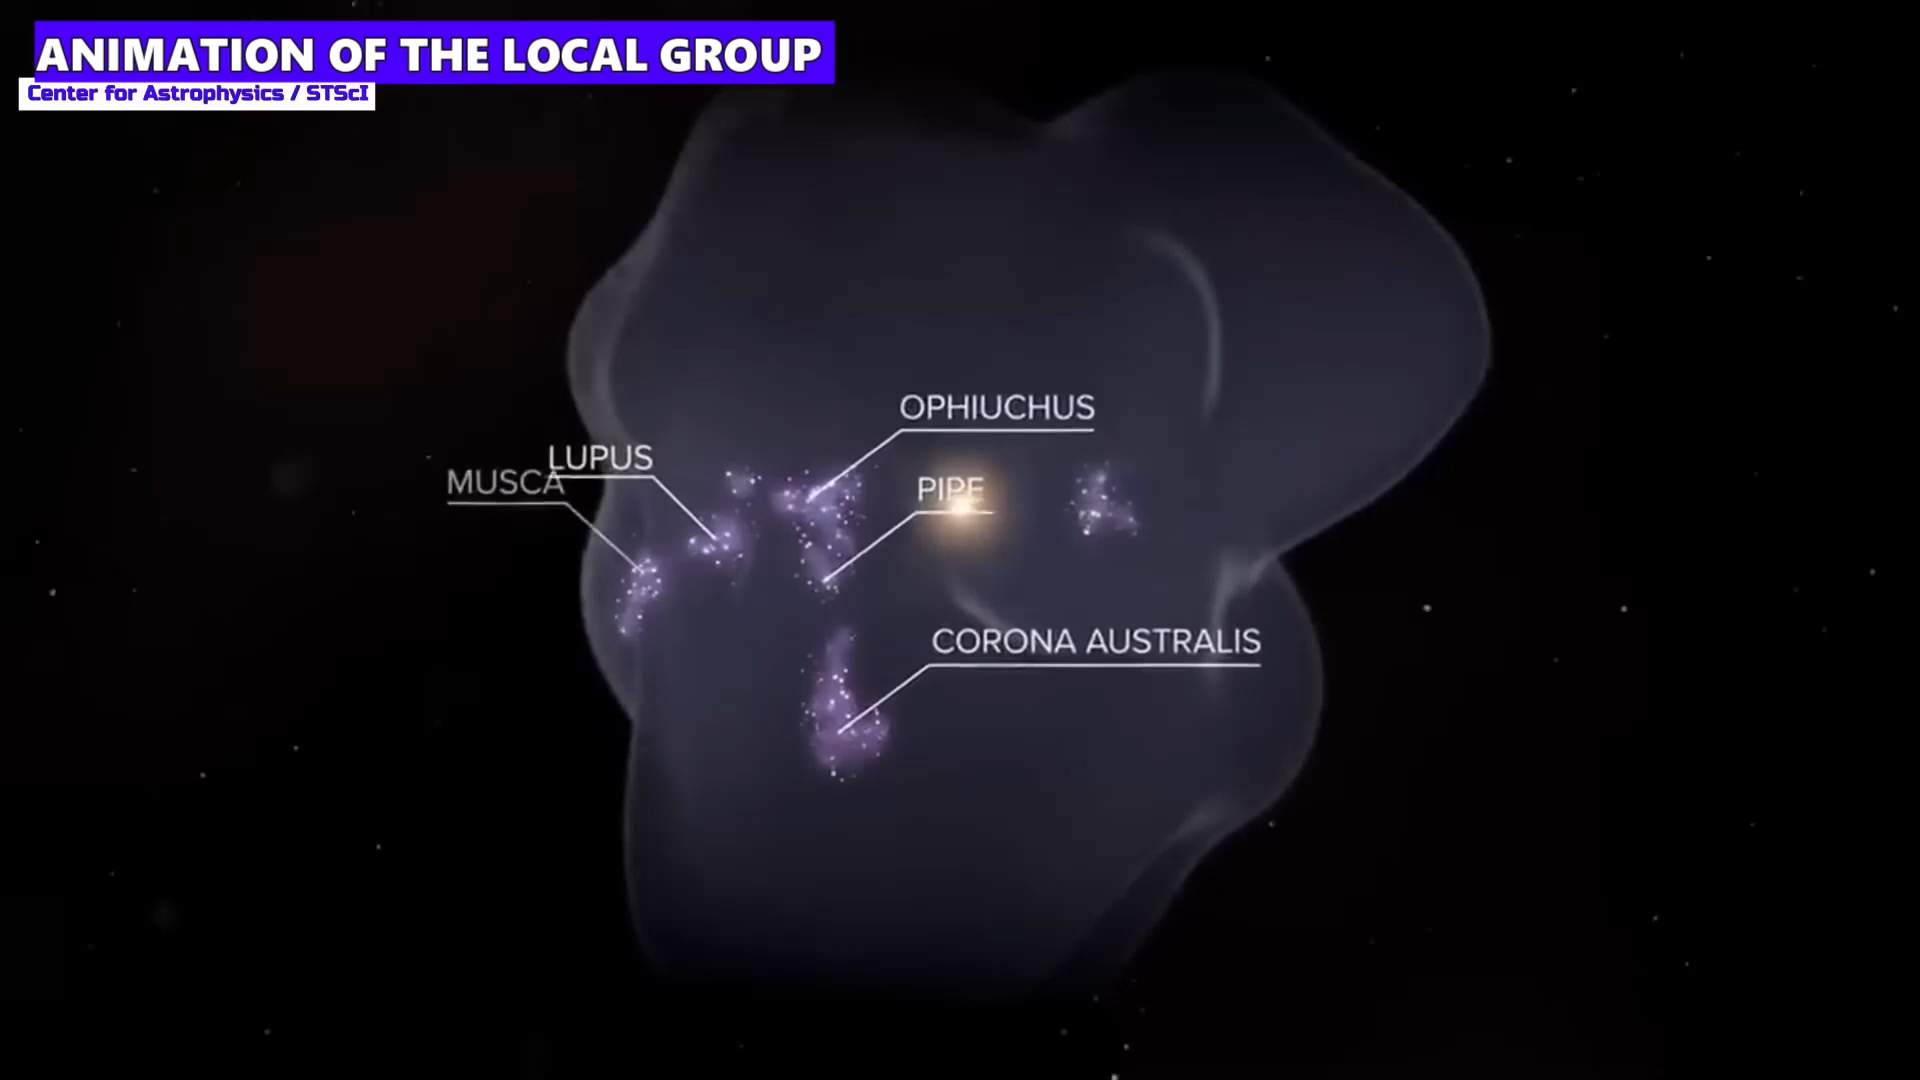 ANIMATION OF THE LOCAL GROUP
Center for Astrophysics / STScI
OPHIUCHUS
LUPUS
MUSCA
PIPE
CORONA AUSTRALIS